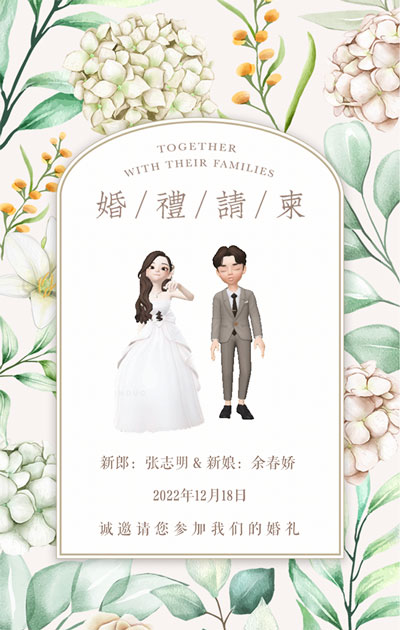 TOGETHER
WITH THEIR FAMILIES
婚/禮/請/柬
新郎：张志明 & 新娘：余春娇
2022年12月18日
诚邀请您参加我们的婚礼